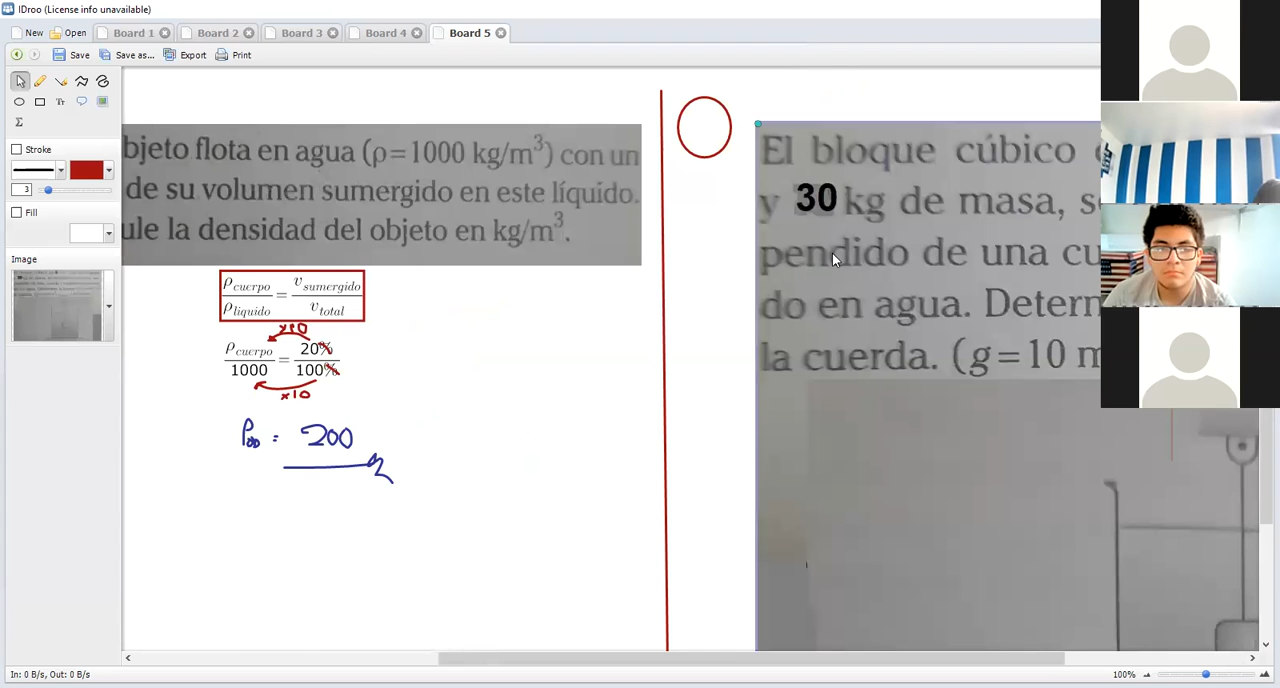 IDroo (License info unavailable)
New Open Board 1 Board 2 Board 3 Board 4 Board 5
Save Save as... Export Print
Tt
Σ
Stroke
3
Fill
Image
bjeto flota en agua (ρ=1000 kg/m³) con un
de su volumen sumergido en este líquido.
ule la densidad del objeto en kg/m³.
ρcuerpo / ρliquido = vsumergido / vtotal
x10
ρcuerpo / 1000 = 20% / 100%
x10
ρ = 200
El bloque cúbico
y 30 kg de masa, s
pendido de una cu
do en agua. Determ
la cuerda. (g=10 m
In: 0 B/s, Out: 0 B/s
100%